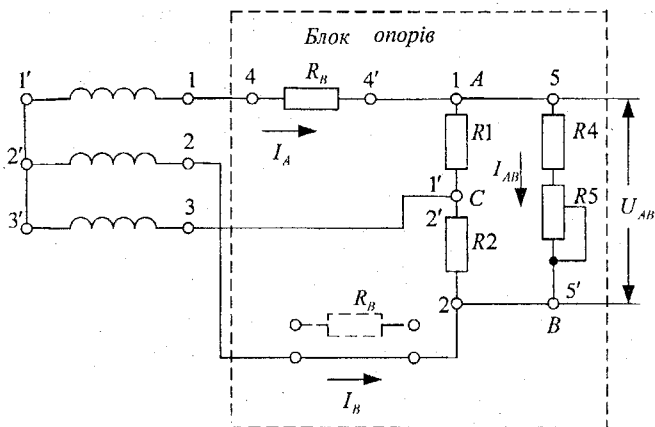 Блок опорів
1' 1 4 R_B 4' 1 A 5
I_A
R1 R4
2' 2
I_AB
1' C R5
U_AB
3' 3 2'
R2
R_B 2 5'
B
I_B